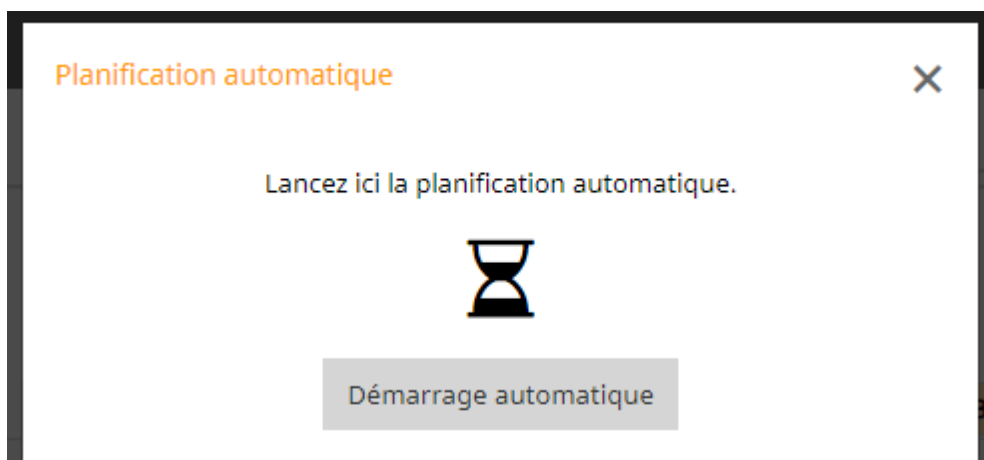 Planification automatique
Lancez ici la planification automatique.
Démarrage automatique